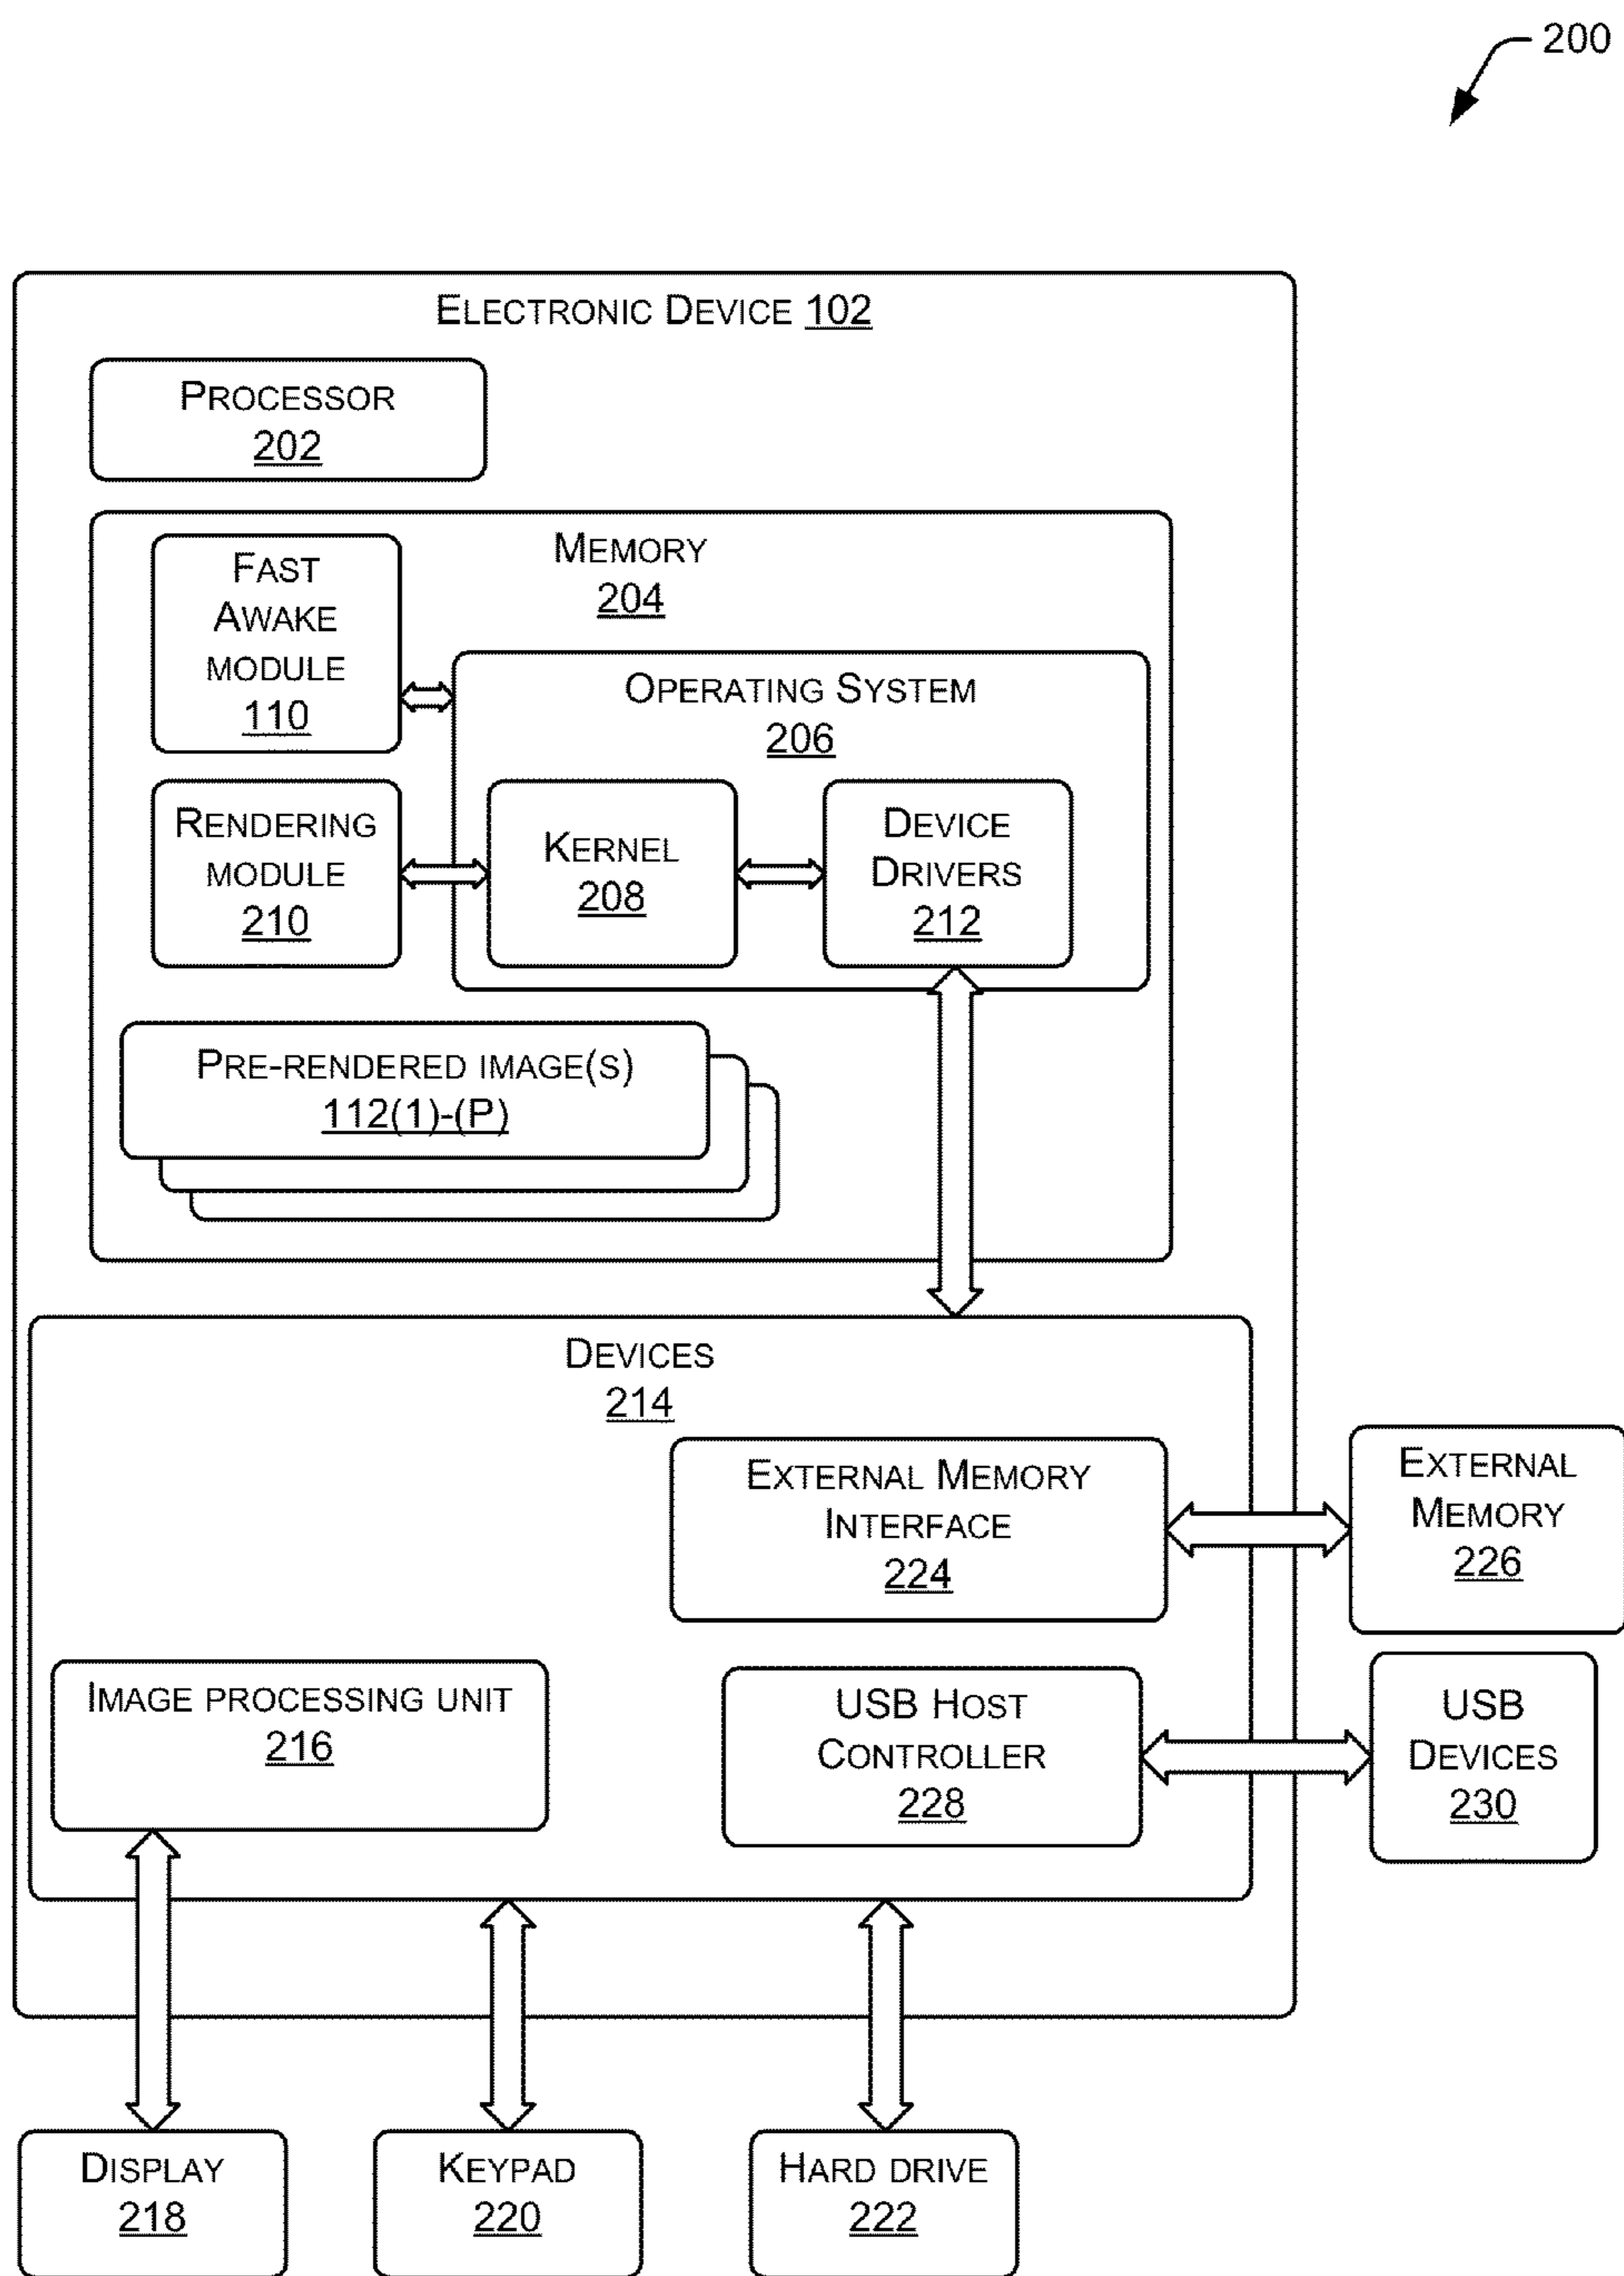 200
ELECTRONIC DEVICE 102
PROCESSOR
202
MEMORY
204
FAST
AWAKE
MODULE
110
OPERATING SYSTEM
206
RENDERING
MODULE
210
KERNEL
208
DEVICE
DRIVERS
212
PRE-RENDERED IMAGE(S)
112(1)-(P)
DEVICES
214
EXTERNAL MEMORY
INTERFACE
224
EXTERNAL
MEMORY
226
IMAGE PROCESSING UNIT
216
USB HOST
CONTROLLER
228
USB
DEVICES
230
DISPLAY
218
KEYPAD
220
HARD DRIVE
222